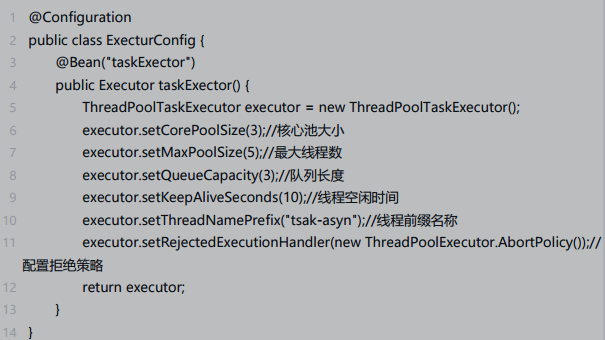 1 @Configuration
2 public class ExecturConfig {
3 @Bean("taskExector")
4 public Executor taskExector() {
5 ThreadPoolTaskExecutor executor = new ThreadPoolTaskExecutor();
6 executor.setCorePoolSize(3);//核心池大小
7 executor.setMaxPoolSize(5);//最大线程数
8 executor.setQueueCapacity(3);//队列长度
9 executor.setKeepAliveSeconds(10);//线程空闲时间
10 executor.setThreadNamePrefix("tsak-asyn");//线程前缀名称
11 executor.setRejectedExecutionHandler(new ThreadPoolExecutor.AbortPolicy());//
配置拒绝策略
12 return executor;
13 }
14 }